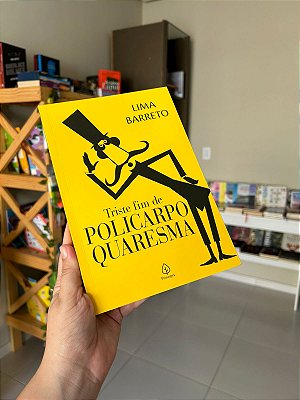 LIMA
BARRETO
Triste fim de
POLICARPO
QUARESMA